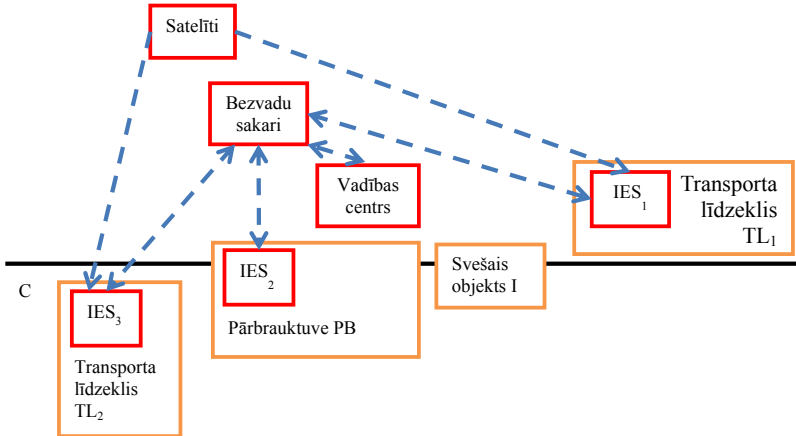 Satelīti
Bezvadu
sakari
Vadības
centrs
IES1
Transporta
līdzeklis
TL1
IES2
Pārbrauktuve PB
Svešais
objekts I
C
IES3
Transporta
līdzeklis
TL2